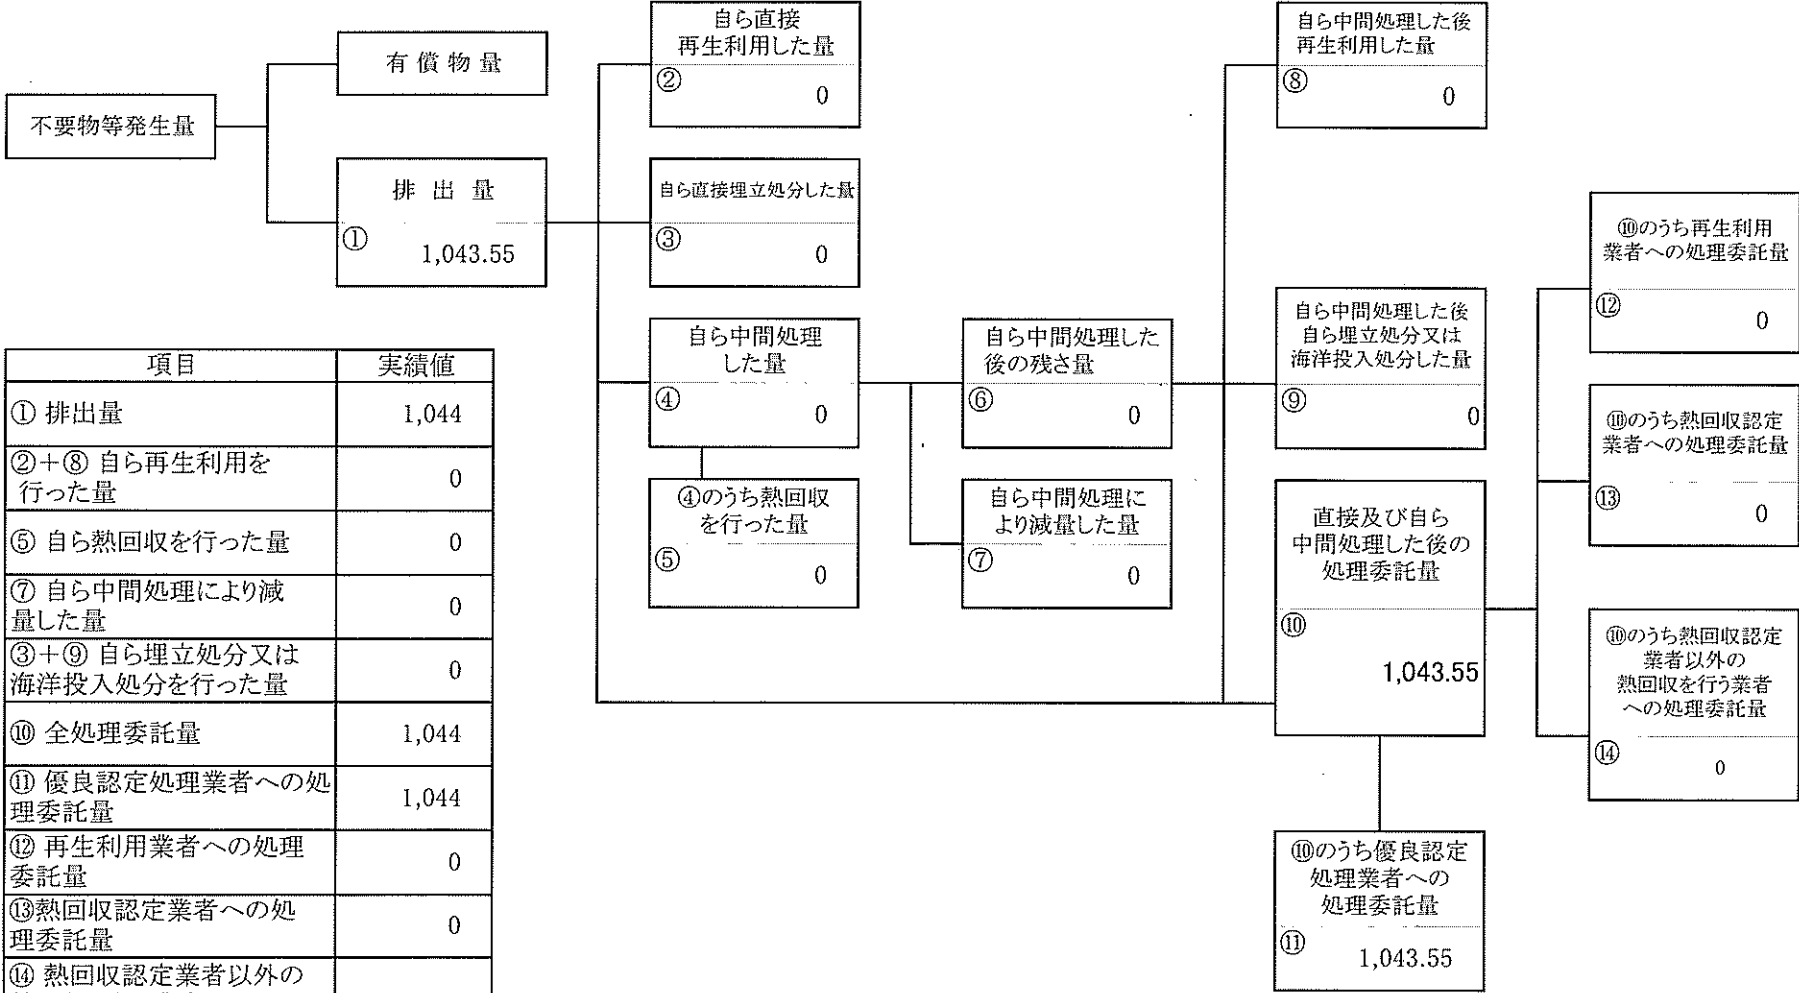 不要物等発生量
有償物量
排出量
①
1,043.55
自ら直接
再生利用した量
②
0
自ら直接埋立処分した量
③
0
自ら中間処理
した量
④
0
④のうち熱回収
を行った量
⑤
0
自ら中間処理した
後の残さ量
⑥
0
自ら中間処理に
より減量した量
⑦
0
自ら中間処理した後
再生利用した量
⑧
0
自ら中間処理した後
自ら埋立処分又は
海洋投入処分した量
⑨
0
直接及び自ら
中間処理した後の
処理委託量
⑩
1,043.55
⑩のうち優良認定
処理業者への
処理委託量
⑪
1,043.55
⑩のうち再生利用
業者への処理委託量
⑫
0
⑩のうち熱回収認定
業者への処理委託量
⑬
0
⑩のうち熱回収認定
業者以外の
熱回収を行う業者
への処理委託量
⑭
0
項目 実績値
① 排出量 1,044
②+⑧ 自ら再生利用を
行った量 0
⑤ 自ら熱回収を行った量 0
⑦ 自ら中間処理により減
量した量 0
③+⑨ 自ら埋立処分又は
海洋投入処分を行った量 0
⑩ 全処理委託量 1,044
⑪ 優良認定処理業者への処
理委託量 1,044
⑫ 再生利用業者への処理
委託量 0
⑬熱回収認定業者への処
理委託量 0
⑭ 熱回収認定業者以外の